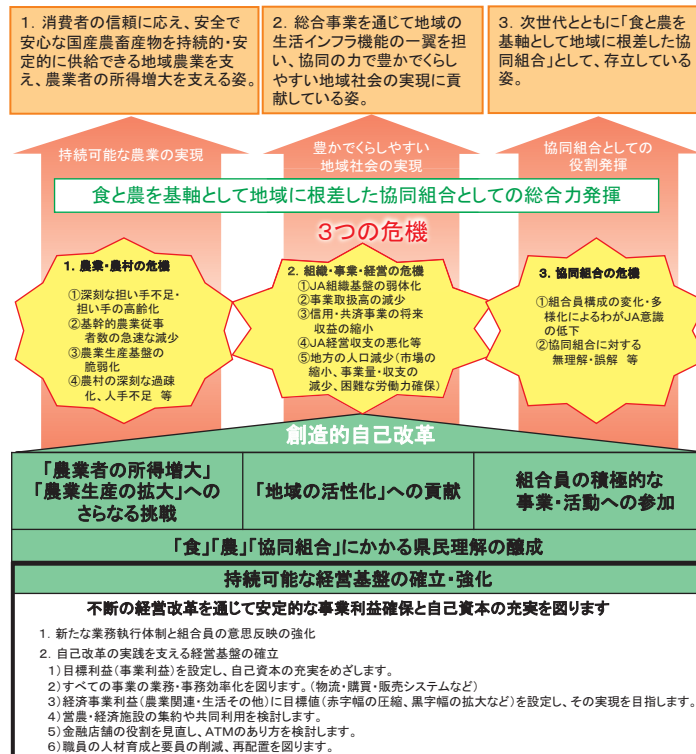 1．消費者の信頼に応え、安全で
安心な国産農畜産物を持続的・安
定的に供給できる地域農業を支
え、農業者の所得増大を支える姿。
2．総合事業を通じて地域の
生活インフラ機能の一翼を担
い、協同の力で豊かでくらし
やすい地域社会の実現に貢
献している姿。
3．次世代とともに「食と農を
基軸として地域に根差した協
同組合」として、存立している
姿。
持続可能な農業の実現
豊かでくらしやすい
地域社会の実現
協同組合としての
役割発揮
食と農を基軸として地域に根差した協同組合としての総合力発揮
3つの危機
1．農業・農村の危機
①深刻な担い手不足・
担い手の高齢化
②基幹的農業従事
者数の急速な減少
③農業生産基盤の
脆弱化
④農村の深刻な過疎
化、人手不足 等
2．組織・事業・経営の危機
①JA組織基盤の弱体化
②事業取扱高の減少
③信用・共済事業の将来
収益の縮小
④JA経営収支の悪化等
⑤地方の人口減少（市場の
縮小、事業量・収支の
減少、困難な労働力確保）
3．協同組合の危機
①組合員構成の変化・多
様化によるわがJA意識
の低下
②協同組合に対する
無理解・誤解 等
創造的自己改革
「農業者の所得増大」
「農業生産の拡大」への
さらなる挑戦
「地域の活性化」への貢献
組合員の積極的な
事業・活動への参加
「食」「農」「協同組合」にかかる県民理解の醸成
持続可能な経営基盤の確立・強化
不断の経営改革を通じて安定的な事業利益確保と自己資本の充実を図ります
1．新たな業務執行体制と組合員の意思反映の強化
2．自己改革の実践を支える経営基盤の確立
1）目標利益（事業利益）を設定し、自己資本の充実をめざします。
2）すべての事業の業務・事務効率化を図ります。（物流・購買・販売システムなど）
3）経済事業利益（農業関連・生活その他）に目標値（赤字幅の圧縮、黒字幅の拡大など）を設定し、その実現を目指します。
4）営農・経済施設の集約や共同利用を検討します。
5）金融店舗の役割を見直し、ATMのあり方を検討します。
6）職員の人材育成と要員の削減、再配置を図ります。